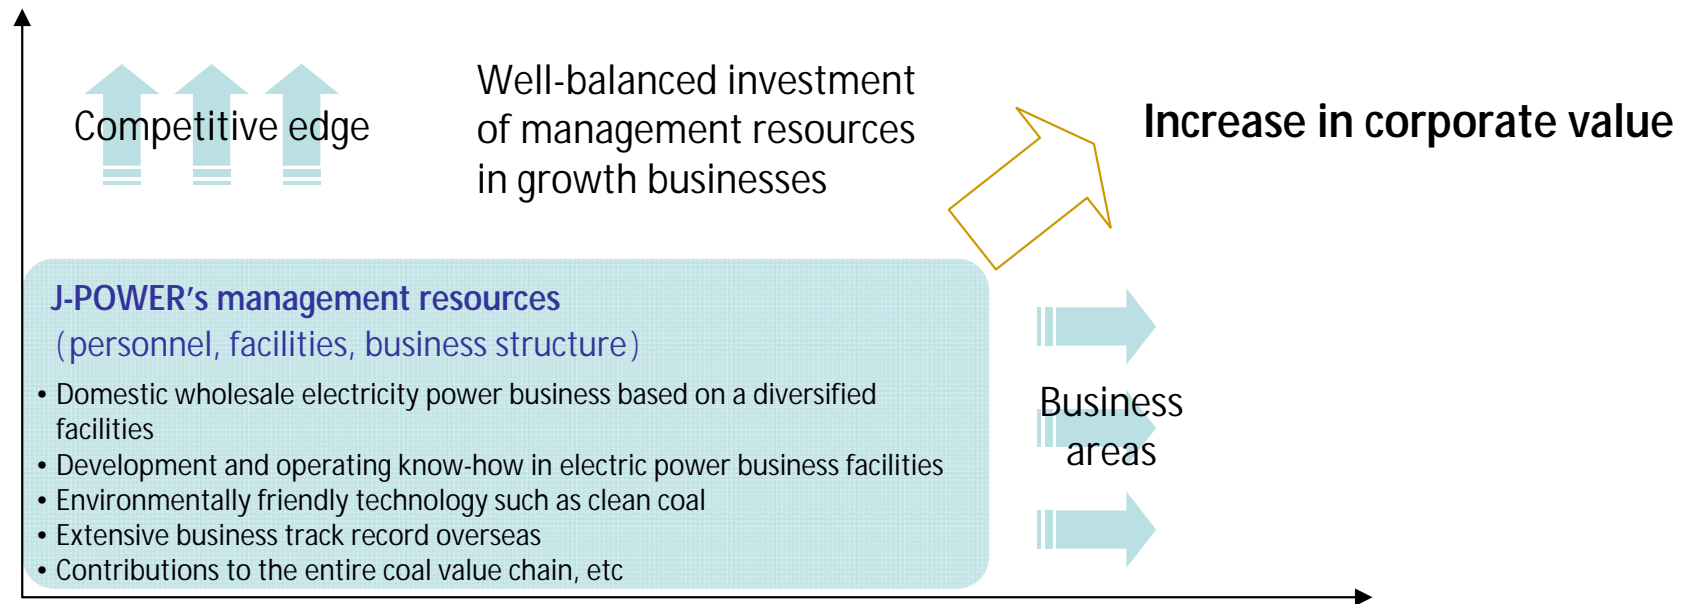 Competitive edge
Well-balanced investment
of management resources
in growth businesses
Increase in corporate value
J-POWER's management resources
(personnel, facilities, business structure)
• Domestic wholesale electricity power business based on a diversified
facilities
• Development and operating know-how in electric power business facilities
• Environmentally friendly technology such as clean coal
• Extensive business track record overseas
• Contributions to the entire coal value chain, etc
Business
areas